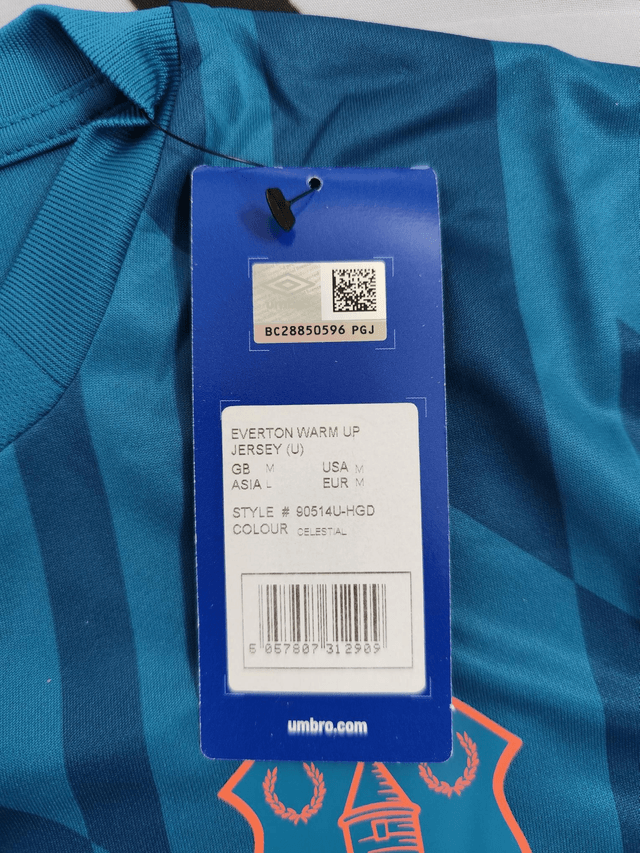 BC28850596 PGJ
EVERTON WARM UP
JERSEY (U)
GB M USA M
ASIA L EUR M
STYLE # 90514U-HGD
COLOUR CELESTIAL
5 057807 312909
umbro.com